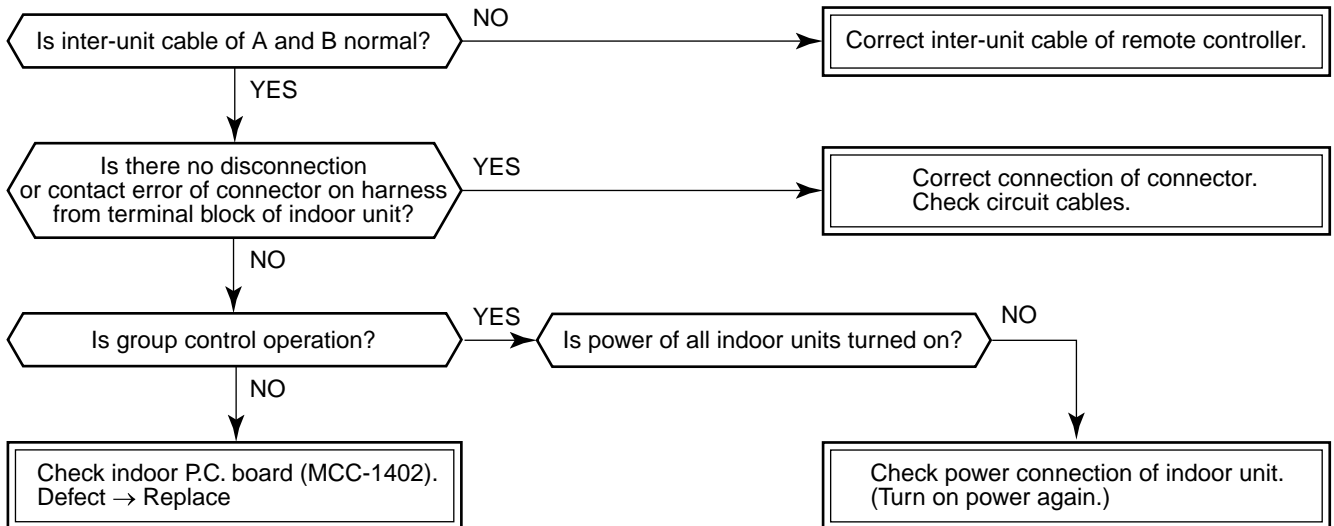 Is inter-unit cable of A and B normal?
NO
Correct inter-unit cable of remote controller.
YES
Is there no disconnection
or contact error of connector on harness
from terminal block of indoor unit?
YES
Correct connection of connector.
Check circuit cables.
NO
Is group control operation?
YES
Is power of all indoor units turned on?
NO
NO
Check indoor P.C. board (MCC-1402).
Defect → Replace
Check power connection of indoor unit.
(Turn on power again.)